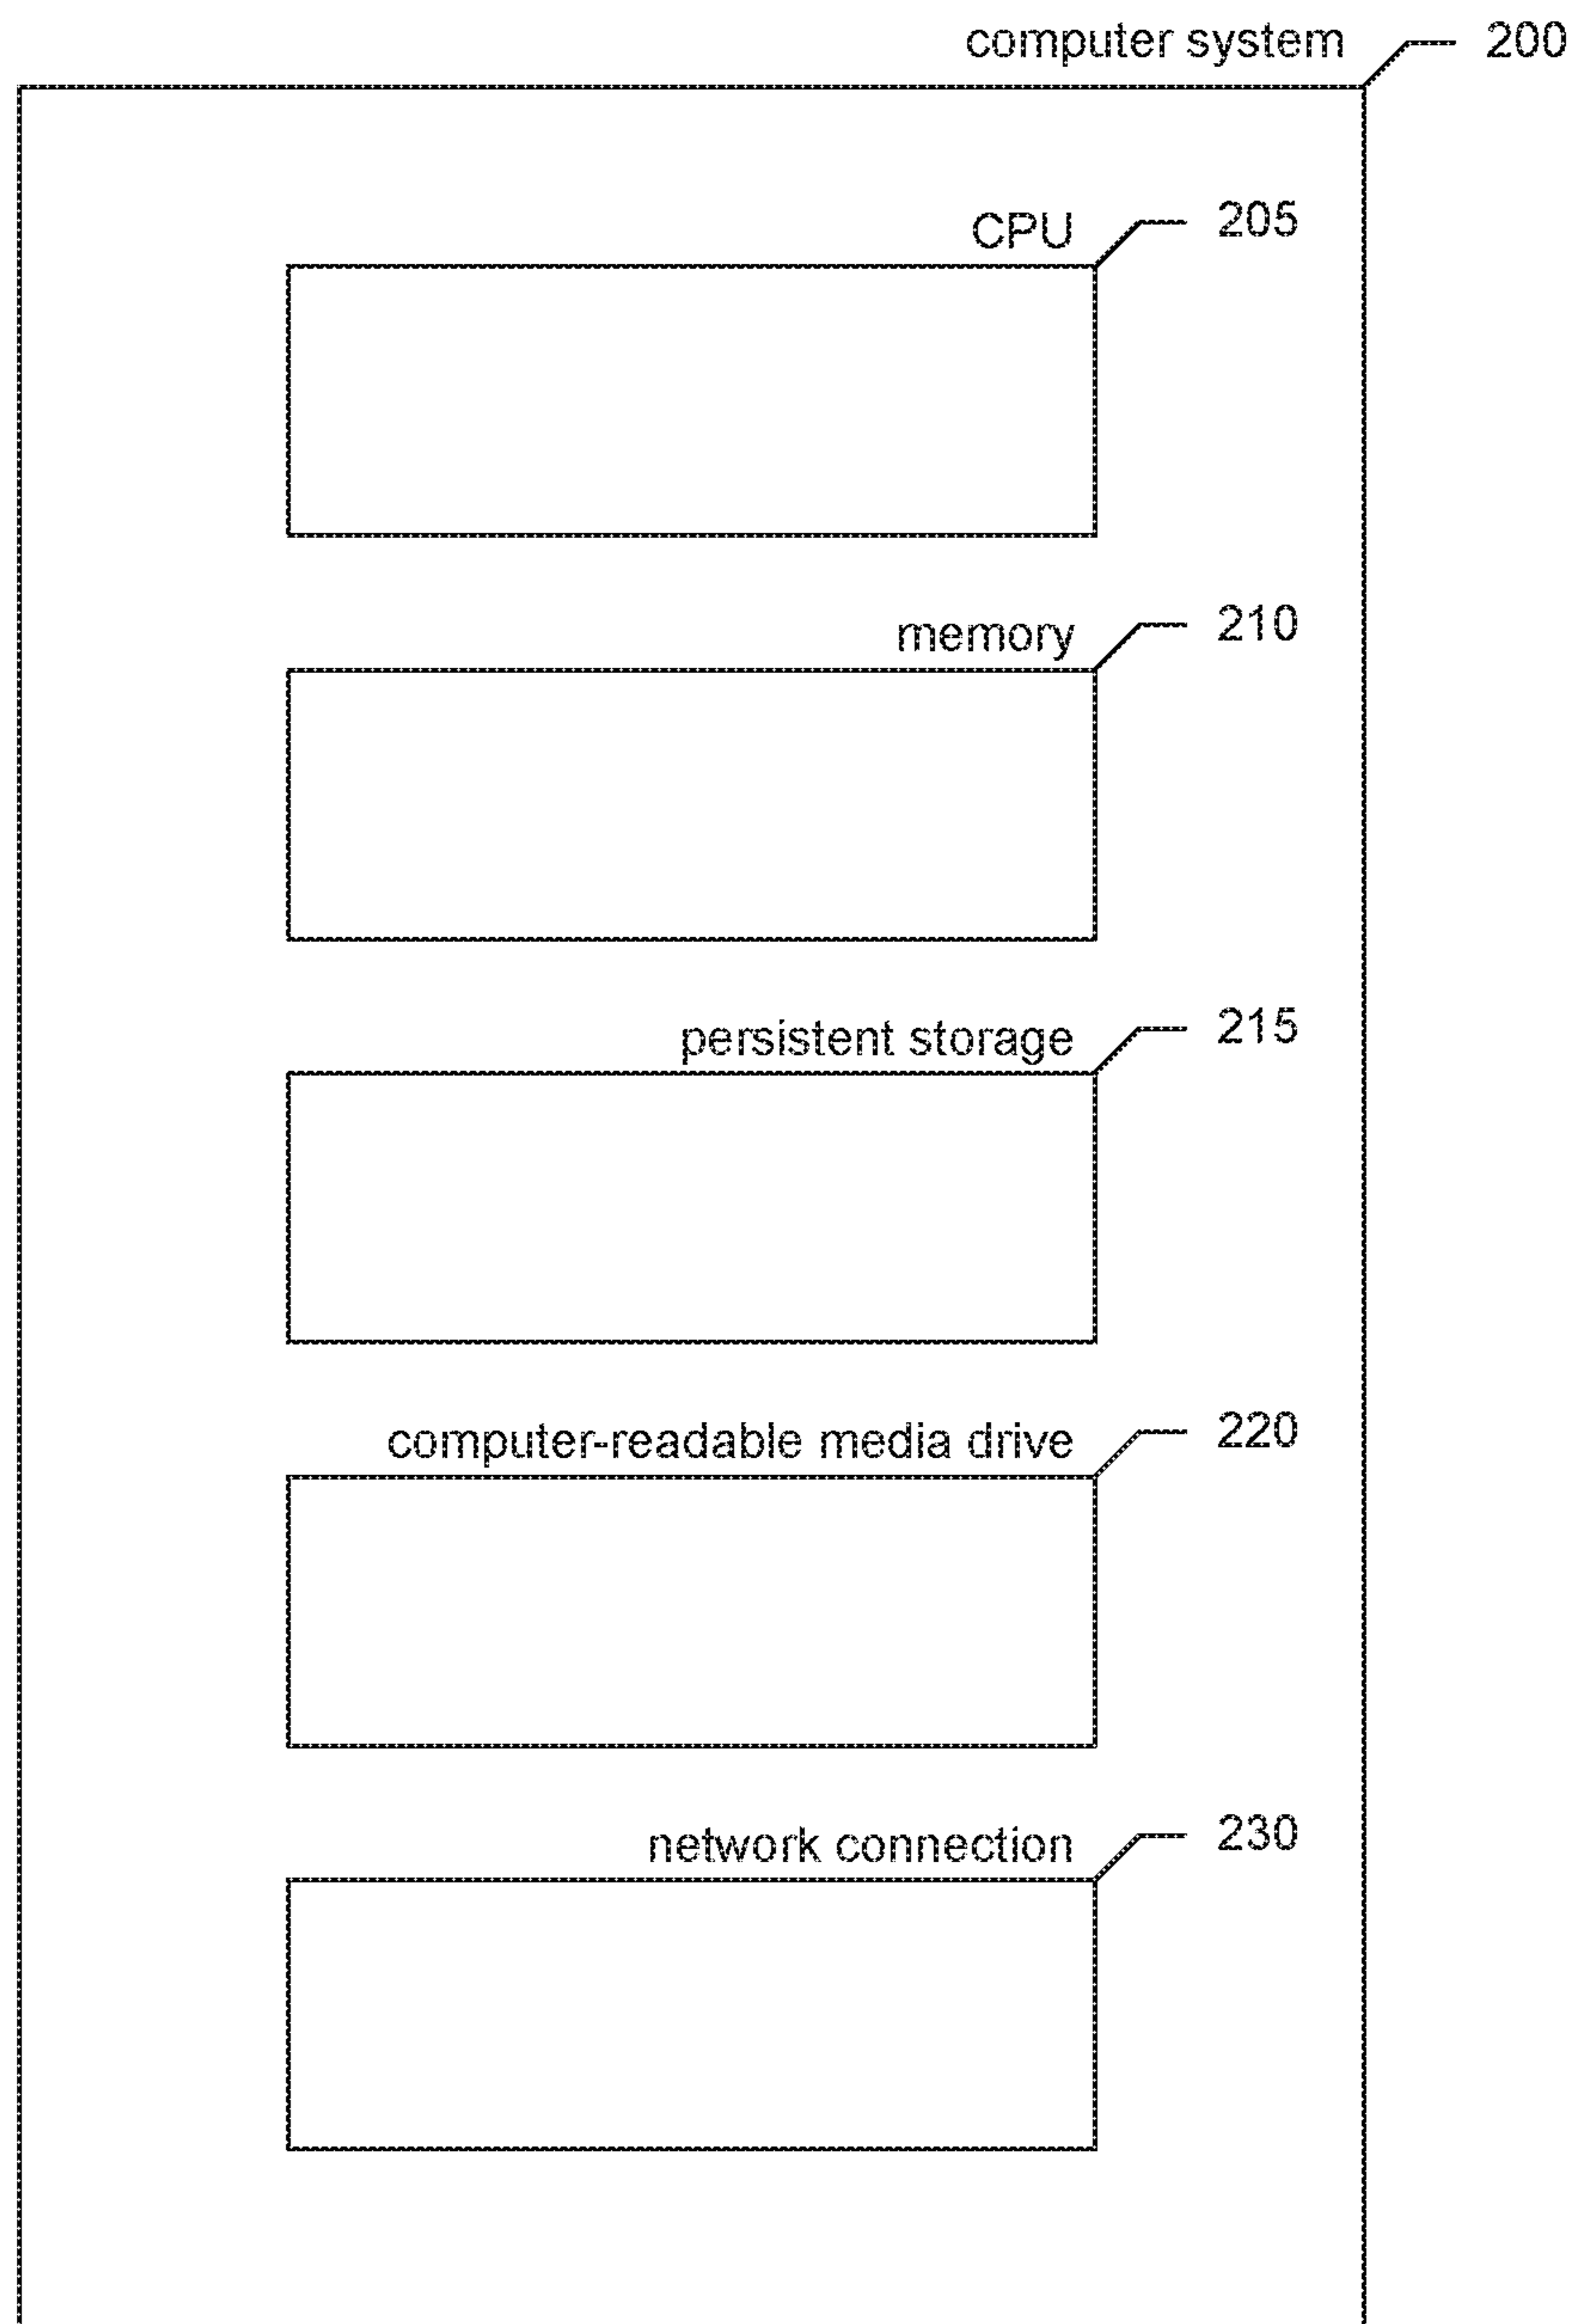 computer system 200
CPU 205
memory 210
persistent storage 215
computer-readable media drive 220
network connection 230